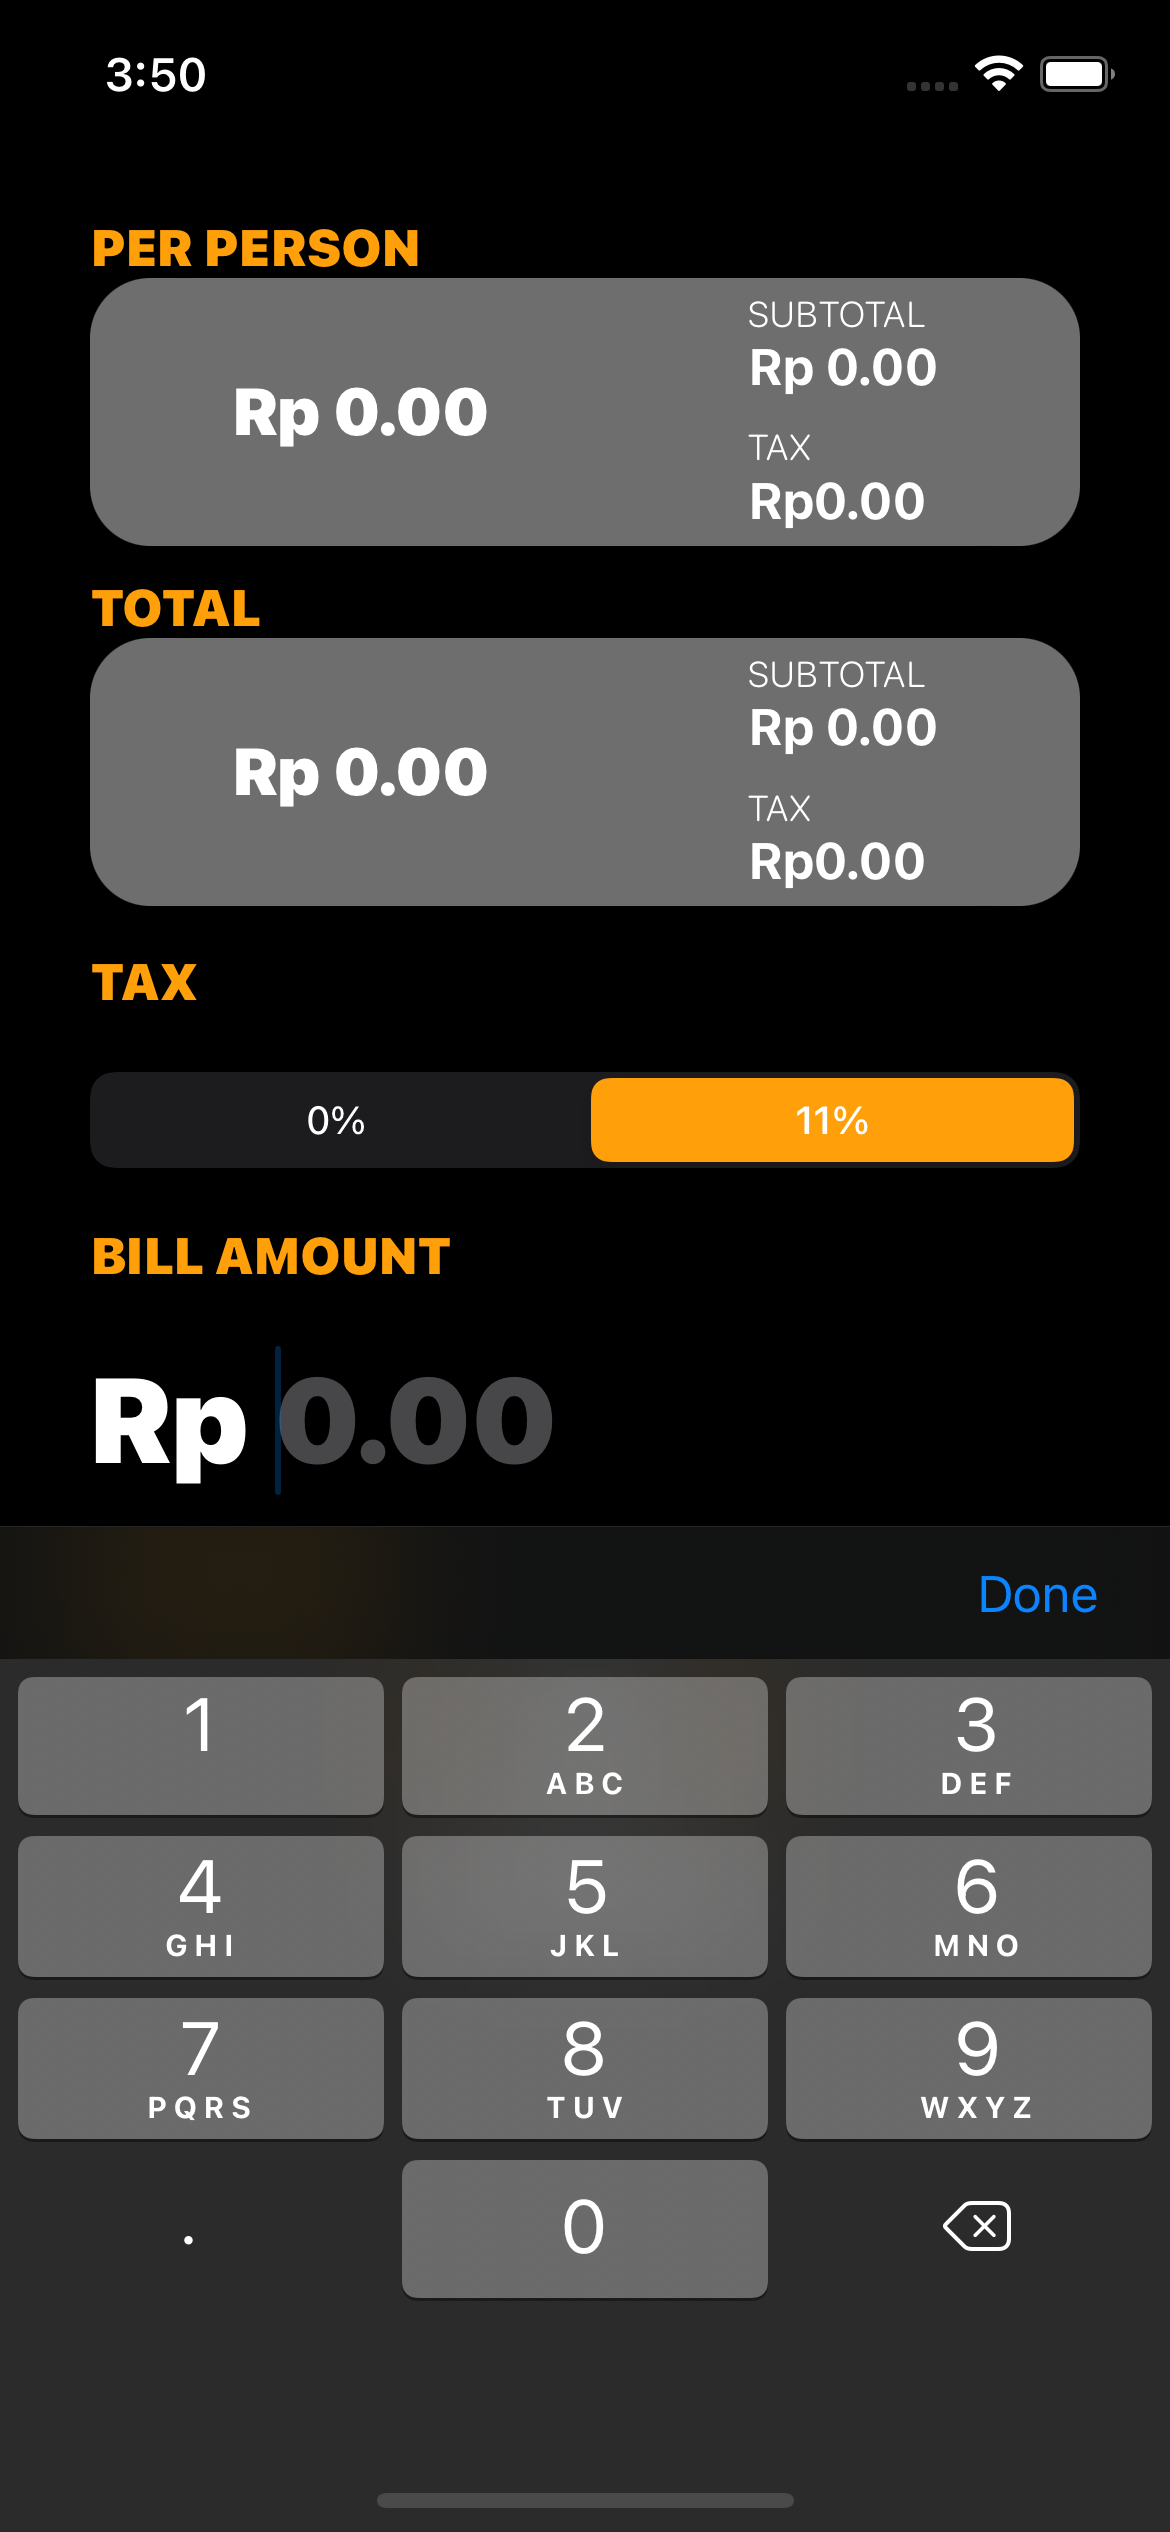 3:50
PER PERSON
Rp 0.00
SUBTOTAL
Rp 0.00
TAX
Rp0.00
TOTAL
Rp 0.00
SUBTOTAL
Rp 0.00
TAX
Rp0.00
TAX
0% 11%
BILL AMOUNT
Rp 0.00
Done
1 2 3
ABC DEF
4 5 6
GHI JKL MNO
7 8 9
PQRS TUV WXYZ
. 0